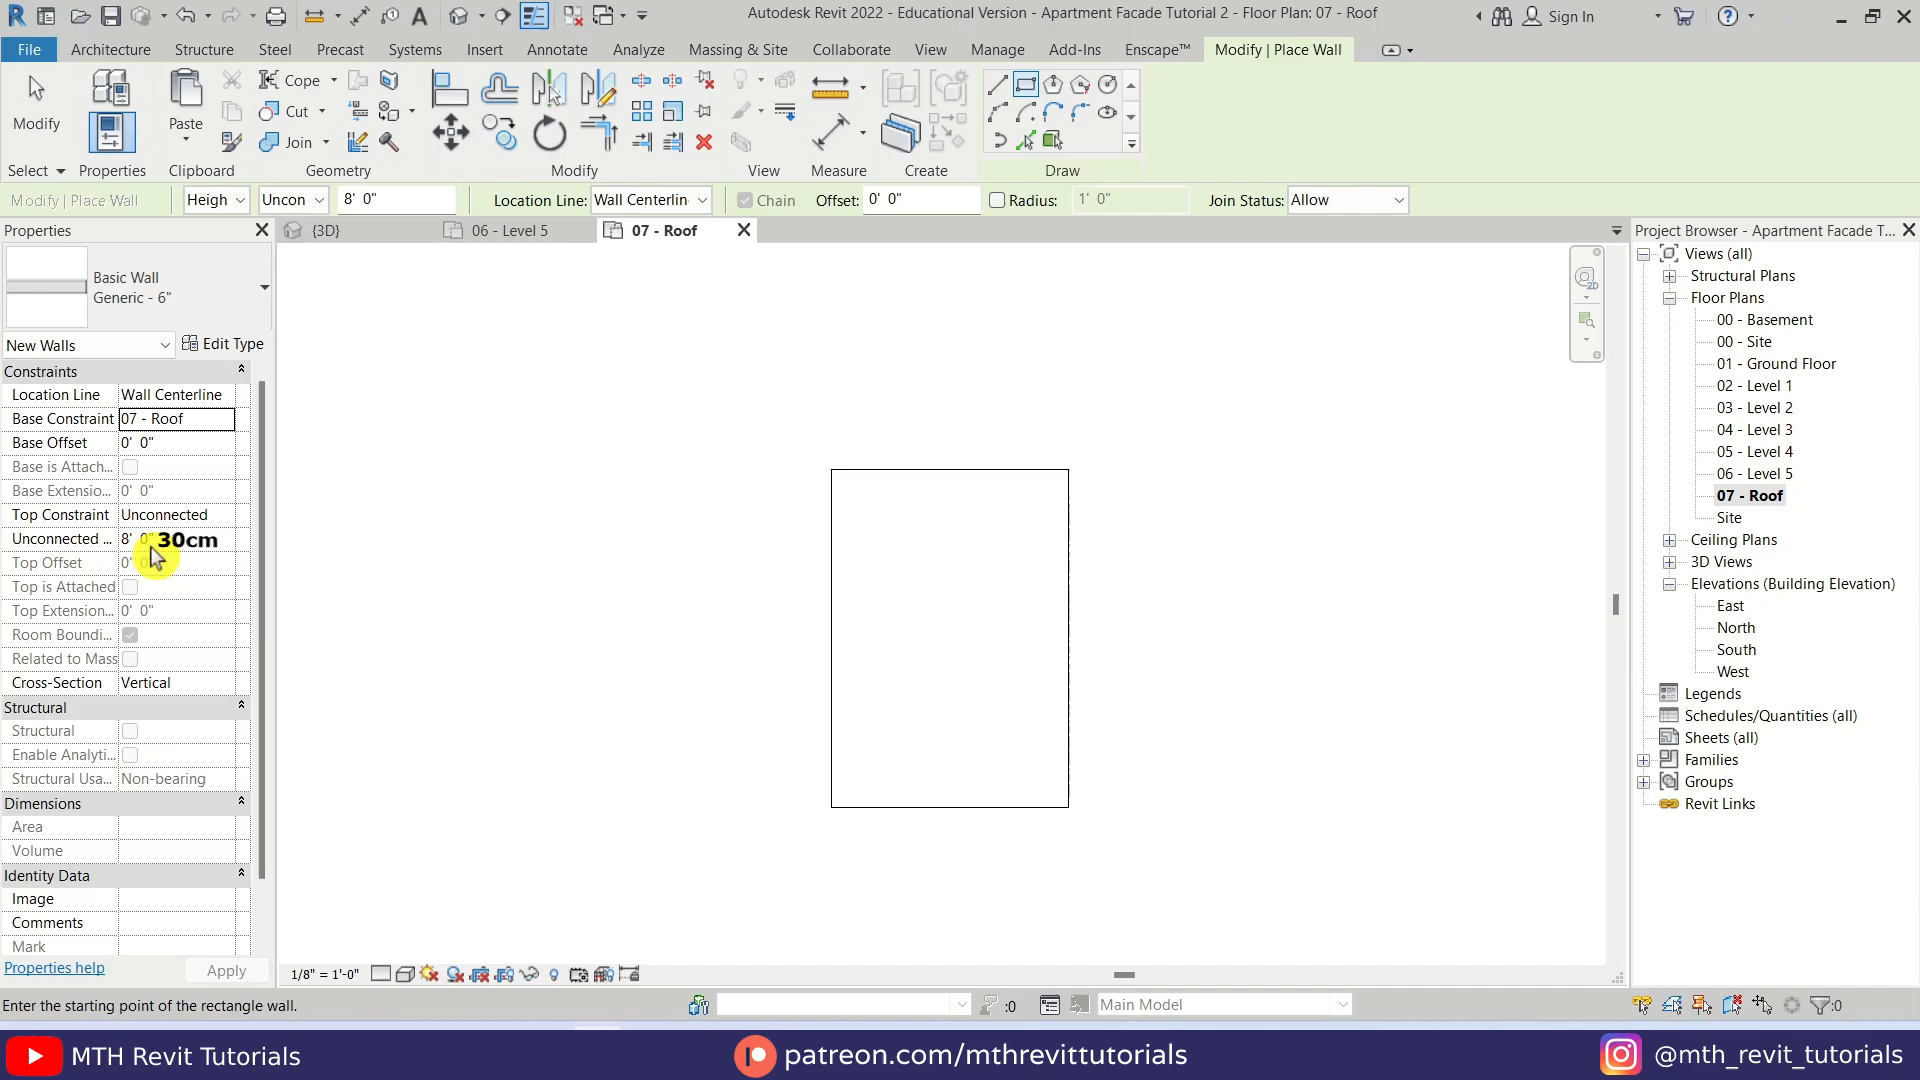 Autodesk Revit 2022 - Educational Version - Apartment Facade Tutorial 2 - Floor Plan: 07 - Roof
Sign In
File Architecture Structure Steel Precast Systems Insert Annotate Analyze Massing & Site Collaborate View Manage Add-Ins Enscape™ Modify | Place Wall
Modify Paste Cope Cut Join
Select Properties Clipboard Geometry Modify View Measure Create Draw
Modify | Place Wall Heigh Uncon 8' 0" Location Line: Wall Centerlin Chain Offset: 0' 0" Radius: 1' 0" Join Status: Allow
Properties
{3D} 06 - Level 5 07 - Roof
Basic Wall
Generic - 6"
New Walls Edit Type
Constraints
Location Line Wall Centerline
Base Constraint 07 - Roof
Base Offset 0' 0"
Base is Attach...
Base Extensio... 0' 0"
Top Constraint Unconnected
Unconnected ... 8' 0" 30cm
Top Offset 0'
Top is Attached
Top Extension... 0' 0"
Room Boundi...
Related to Mass
Cross-Section Vertical
Structural
Structural
Enable Analyti...
Structural Usa... Non-bearing
Dimensions
Area
Volume
Identity Data
Image
Comments
Mark
Properties help Apply
2D
Project Browser - Apartment Facade T...
Views (all)
Structural Plans
Floor Plans
00 - Basement
00 - Site
01 - Ground Floor
02 - Level 1
03 - Level 2
04 - Level 3
05 - Level 4
06 - Level 5
07 - Roof
Site
Ceiling Plans
3D Views
Elevations (Building Elevation)
East
North
South
West
Legends
Schedules/Quantities (all)
Sheets (all)
Families
Groups
Revit Links
1/8" = 1'-0"
Enter the starting point of the rectangle wall. :0 Main Model :0
MTH Revit Tutorials patreon.com/mthrevittutorials @mth_revit_tutorials